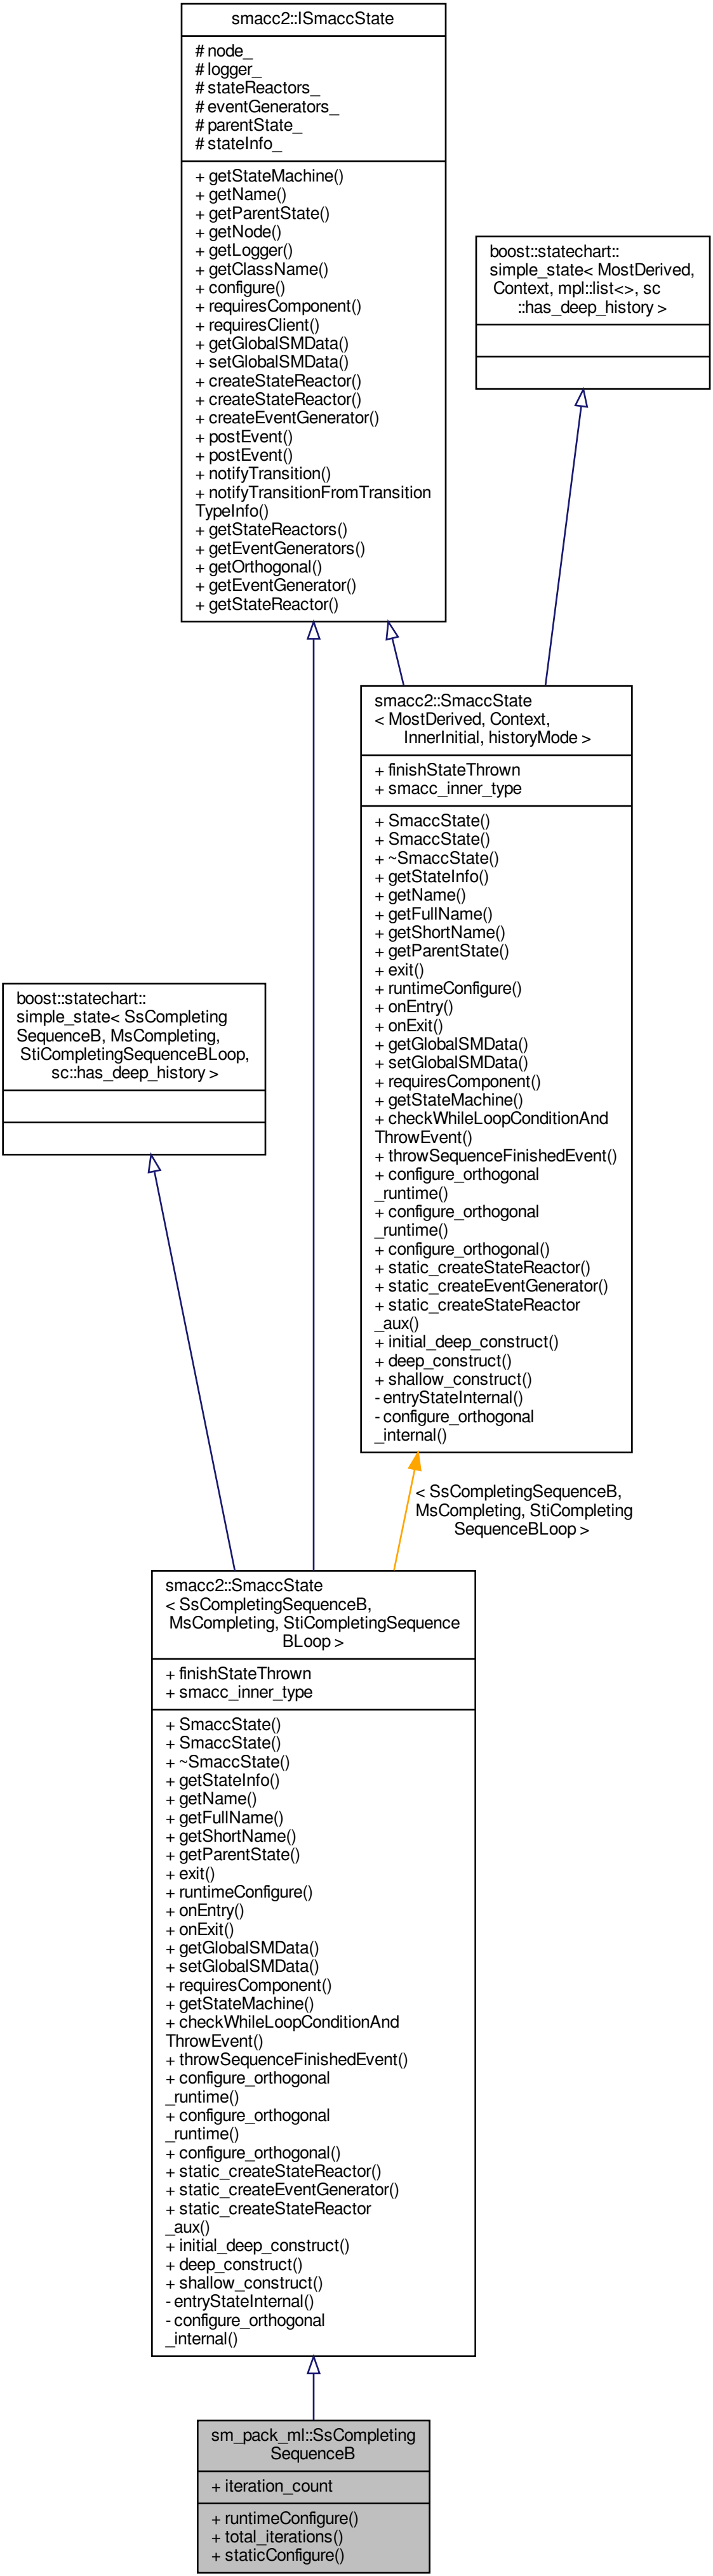 smacc2::ISmaccState
# node_
# logger_
# stateReactors_
# eventGenerators_
# parentState_
# stateInfo_
+ getStateMachine()
+ getName()
+ getParentState()
+ getNode()
+ getLogger()
+ getClassName()
+ configure()
+ requiresComponent()
+ requiresClient()
+ getGlobalSMData()
+ setGlobalSMData()
+ createStateReactor()
+ createStateReactor()
+ createEventGenerator()
+ postEvent()
+ postEvent()
+ notifyTransition()
+ notifyTransitionFromTransition
TypeInfo()
+ getStateReactors()
+ getEventGenerators()
+ getOrthogonal()
+ getEventGenerator()
+ getStateReactor()
boost::statechart::
simple_state< MostDerived,
Context, mpl::list<>, sc
::has_deep_history >
smacc2::SmaccState
< MostDerived, Context,
InnerInitial, historyMode >
+ finishStateThrown
+ smacc_inner_type
+ SmaccState()
+ SmaccState()
+ ~SmaccState()
+ getStateInfo()
+ getName()
+ getFullName()
+ getShortName()
+ getParentState()
+ exit()
+ runtimeConfigure()
+ onEntry()
+ onExit()
+ getGlobalSMData()
+ setGlobalSMData()
+ requiresComponent()
+ getStateMachine()
+ checkWhileLoopConditionAnd
ThrowEvent()
+ throwSequenceFinishedEvent()
+ configure_orthogonal
_runtime()
+ configure_orthogonal
_runtime()
+ configure_orthogonal()
+ static_createStateReactor()
+ static_createEventGenerator()
+ static_createStateReactor
_aux()
+ initial_deep_construct()
+ deep_construct()
+ shallow_construct()
- entryStateInternal()
- configure_orthogonal
_internal()
boost::statechart::
simple_state< SsCompleting
SequenceB, MsCompleting,
StiCompletingSequenceBLoop,
sc::has_deep_history >
< SsCompletingSequenceB,
MsCompleting, StiCompleting
SequenceBLoop >
smacc2::SmaccState
< SsCompletingSequenceB,
MsCompleting, StiCompletingSequence
BLoop >
+ finishStateThrown
+ smacc_inner_type
+ SmaccState()
+ SmaccState()
+ ~SmaccState()
+ getStateInfo()
+ getName()
+ getFullName()
+ getShortName()
+ getParentState()
+ exit()
+ runtimeConfigure()
+ onEntry()
+ onExit()
+ getGlobalSMData()
+ setGlobalSMData()
+ requiresComponent()
+ getStateMachine()
+ checkWhileLoopConditionAnd
ThrowEvent()
+ throwSequenceFinishedEvent()
+ configure_orthogonal
_runtime()
+ configure_orthogonal
_runtime()
+ configure_orthogonal()
+ static_createStateReactor()
+ static_createEventGenerator()
+ static_createStateReactor
_aux()
+ initial_deep_construct()
+ deep_construct()
+ shallow_construct()
- entryStateInternal()
- configure_orthogonal
_internal()
sm_pack_ml::SsCompleting
SequenceB
+ iteration_count
+ runtimeConfigure()
+ total_iterations()
+ staticConfigure()